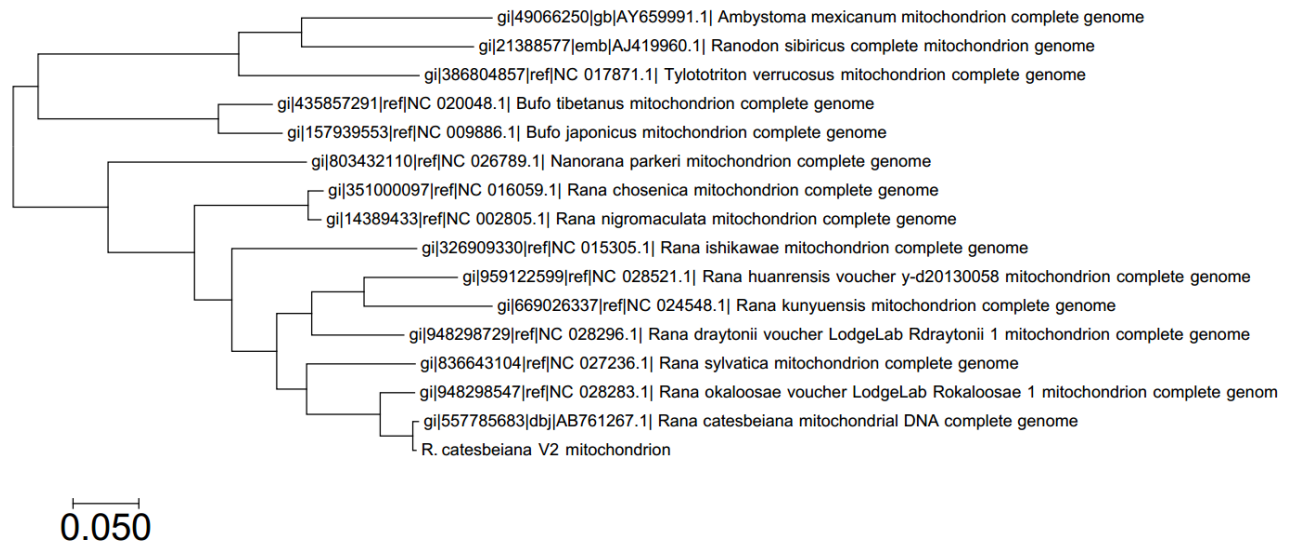 gi|49066250|gb|AY659991.1| Ambystoma mexicanum mitochondrion complete genome
gi|21388577|emb|AJ419960.1| Ranodon sibiricus complete mitochondrion genome
gi|386804857|ref|NC 017871.1| Tylototriton verrucosus mitochondrion complete genome
gi|435857291|ref|NC 020048.1| Bufo tibetanus mitochondrion complete genome
gi|157939553|ref|NC 009886.1| Bufo japonicus mitochondrion complete genome
gi|803432110|ref|NC 026789.1| Nanorana parkeri mitochondrion complete genome
gi|351000097|ref|NC 016059.1| Rana chosenica mitochondrion complete genome
gi|14389433|ref|NC 002805.1| Rana nigromaculata mitochondrion complete genome
gi|326909330|ref|NC 015305.1| Rana ishikawae mitochondrion complete genome
gi|959122599|ref|NC 028521.1| Rana huanrensis voucher y-d20130058 mitochondrion complete genome
gi|669026337|ref|NC 024548.1| Rana kunyuensis mitochondrion complete genome
gi|948298729|ref|NC 028296.1| Rana draytonii voucher LodgeLab Rdraytonii 1 mitochondrion complete genome
gi|836643104|ref|NC 027236.1| Rana sylvatica mitochondrion complete genome
gi|948298547|ref|NC 028283.1| Rana okaloosae voucher LodgeLab Rokaloosae 1 mitochondrion complete genom
gi|557785683|dbj|AB761267.1| Rana catesbeiana mitochondrial DNA complete genome
R. catesbeiana V2 mitochondrion
0.050